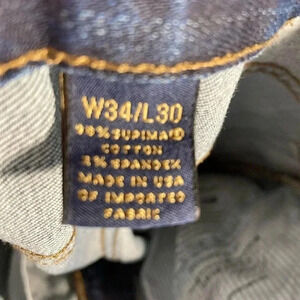 W34/L30
98% SUPIMA®
COTTON
2% SPANDEX
MADE IN USA
OF IMPORTED
FABRIC